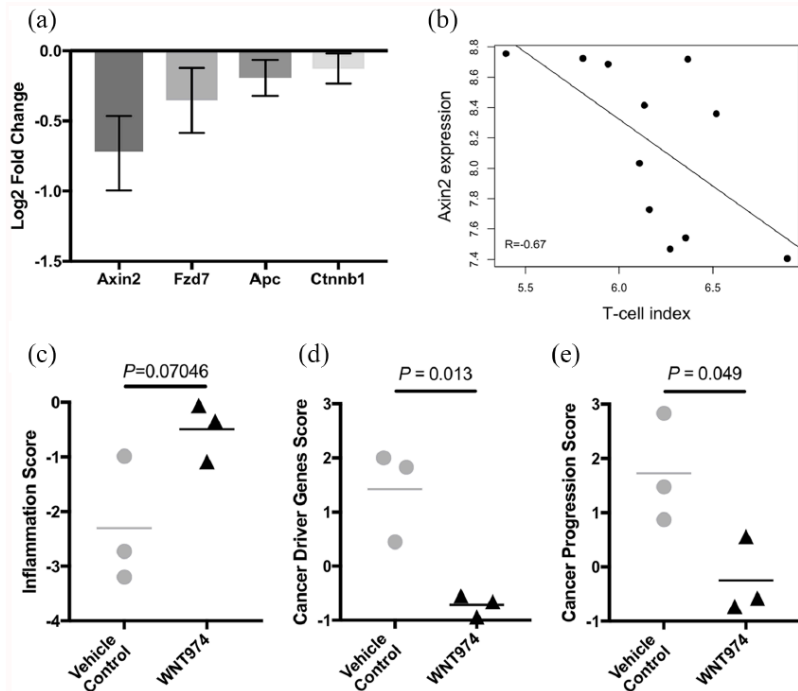 (a)
0.0
-0.5
-1.0
-1.5
Log2 Fold Change
Axin2 Fzd7 Apc Ctnnb1
(b)
8.8
8.6
8.4
8.2
8.0
7.8
7.6
7.4
Axin2 expression
R=-0.67
5.5 6.0 6.5
T-cell index
(c)
P=0.07046
0
-1
-2
-3
-4
Inflammation Score
Vehicle
Control
WNT974
(d)
P = 0.013
3
2
1
0
-1
Cancer Driver Genes Score
Vehicle
Control
WNT974
(e)
P = 0.049
3
2
1
0
-1
Cancer Progression Score
Vehicle
Control
WNT974